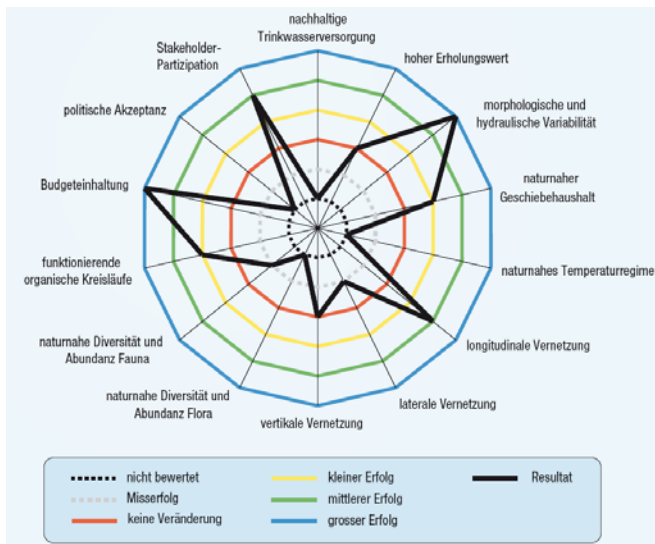 nachhaltige
Trinkwasserversorgung
hoher Erholungswert
morphologische und
hydraulische Variabilität
naturnaher
Geschiebehaushalt
naturnahes Temperaturregime
longitudinale Vernetzung
laterale Vernetzung
vertikale Vernetzung
naturnahe Diversität und
Abundanz Flora
naturnahe Diversität und
Abundanz Fauna
funktionierende
organische Kreisläufe
Budgeteinhaltung
politische Akzeptanz
Stakeholder-
Partizipation
nicht bewertet
Misserfolg
keine Veränderung
kleiner Erfolg
mittlerer Erfolg
grosser Erfolg
Resultat